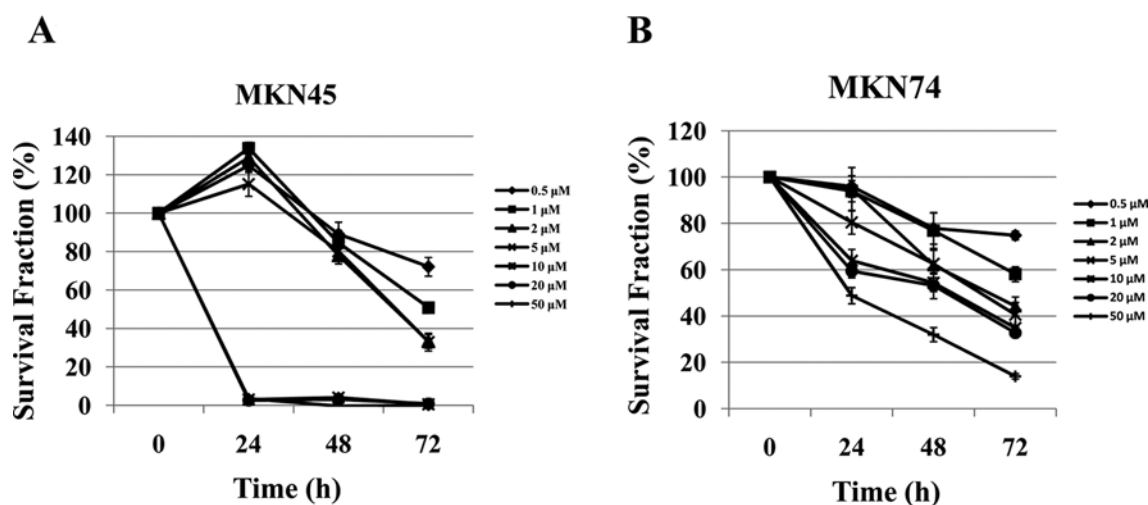 A
MKN45
Survival Fraction (%)
140
120
100
80
60
40
20
0
0 24 48 72
Time (h)
0.5 µM
1 µM
2 µM
5 µM
10 µM
20 µM
50 µM
B
MKN74
Survival Fraction (%)
120
100
80
60
40
20
0
0 24 48 72
Time (h)
0.5 µM
1 µM
2 µM
5 µM
10 µM
20 µM
50 µM